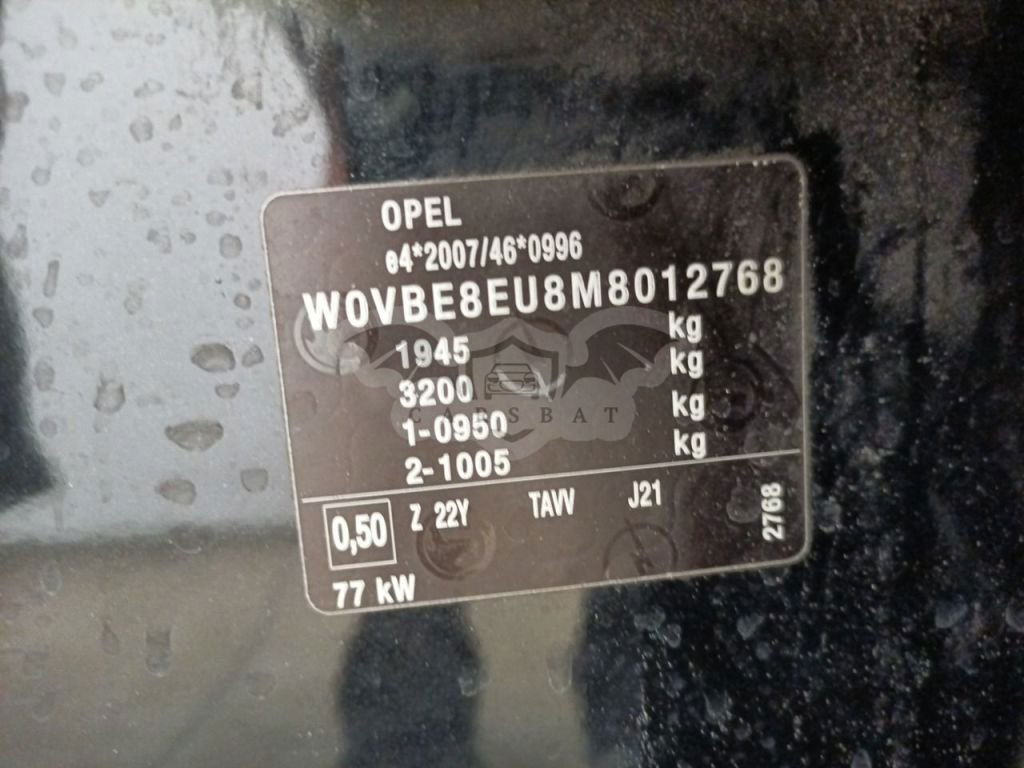 OPEL
e4*2007/46*0996
W0VBE8EU8M8012768
1945 kg
3200 kg
1-0950 kg
2-1005 kg
CARSBAT
0,50 Z 22Y TAVV J21 2768
77 kW